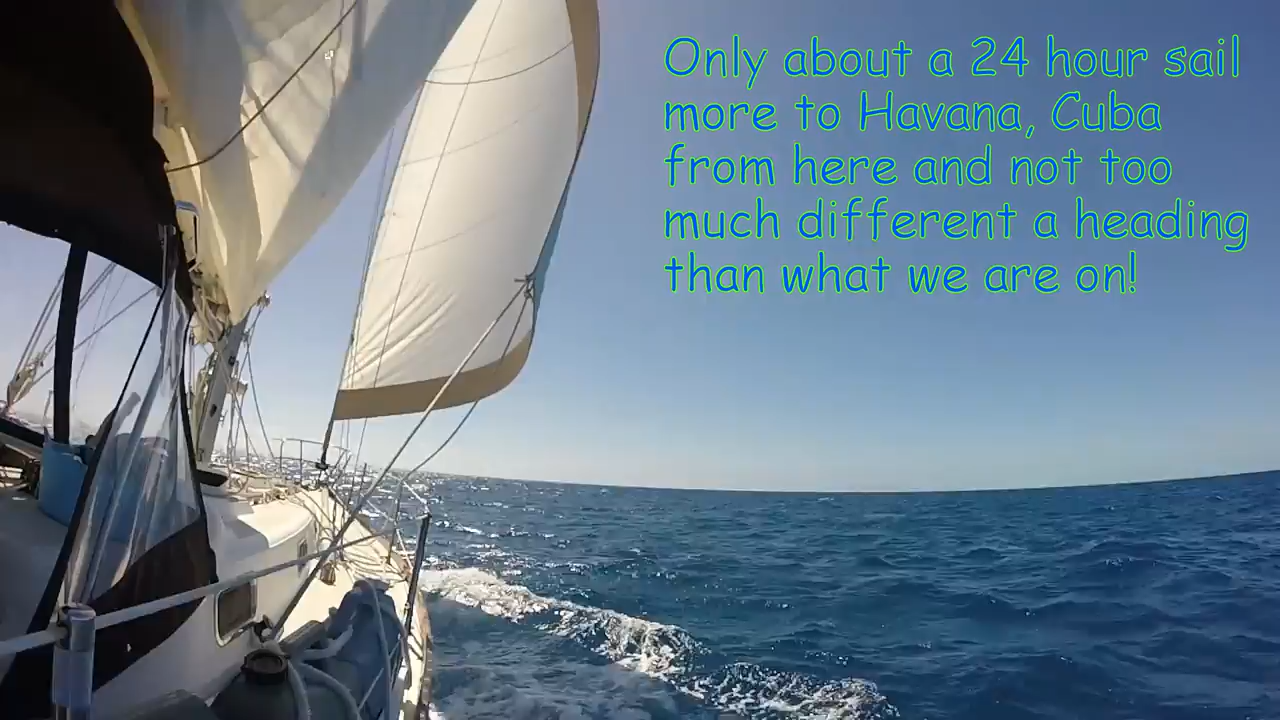 Only about a 24 hour sail
more to Havana, Cuba
from here and not too
much different a heading
than what we are on!